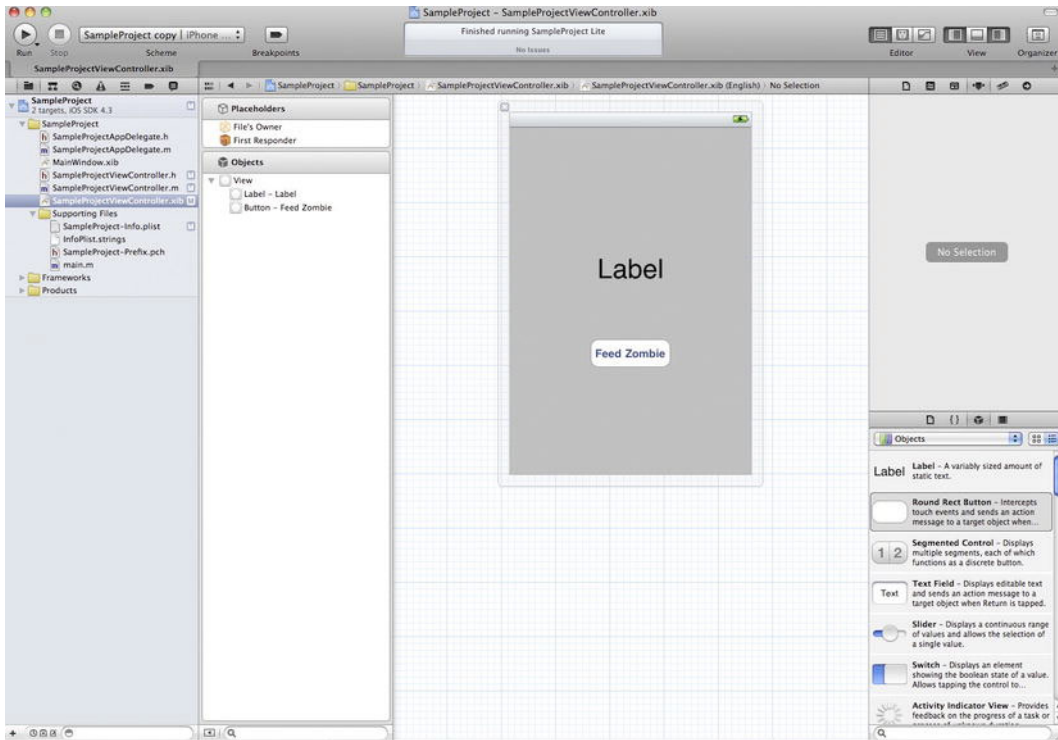 SampleProject - SampleProjectViewController.xib
SampleProject copy | iPhone ...
Finished running SampleProject Lite
No Issues
Run
Stop
Scheme
Breakpoints
Editor
View
Organizer
SampleProjectViewController.xib
SampleProject
SampleProject
SampleProjectViewController.xib
SampleProjectViewController.xib (English)
No Selection
SampleProject
2 targets, iOS SDK 4.3
SampleProject
SampleProjectAppDelegate.h
SampleProjectAppDelegate.m
MainWindow.xib
SampleProjectViewController.h
SampleProjectViewController.m
SampleProjectViewController.xib
Supporting Files
SampleProject-Info.plist
InfoPlist.strings
SampleProject-Prefix.pch
main.m
Frameworks
Products
Placeholders
File's Owner
First Responder
Objects
View
Label - Label
Button - Feed Zombie
Label
Feed Zombie
No Selection
Objects
Label
Label - A variably sized amount of
static text.
Round Rect Button - Intercepts
touch events and sends an action
message to a target object when...
1 2
Segmented Control - Displays
multiple segments, each of which
functions as a discrete button.
Text
Text Field - Displays editable text
and sends an action message to a
target object when Return is tapped.
Slider - Displays a continuous range
of values and allows the selection of
a single value.
Switch - Displays an element
showing the boolean state of a value.
Allows tapping the control to...
Activity Indicator View - Provides
feedback on the progress of a task or